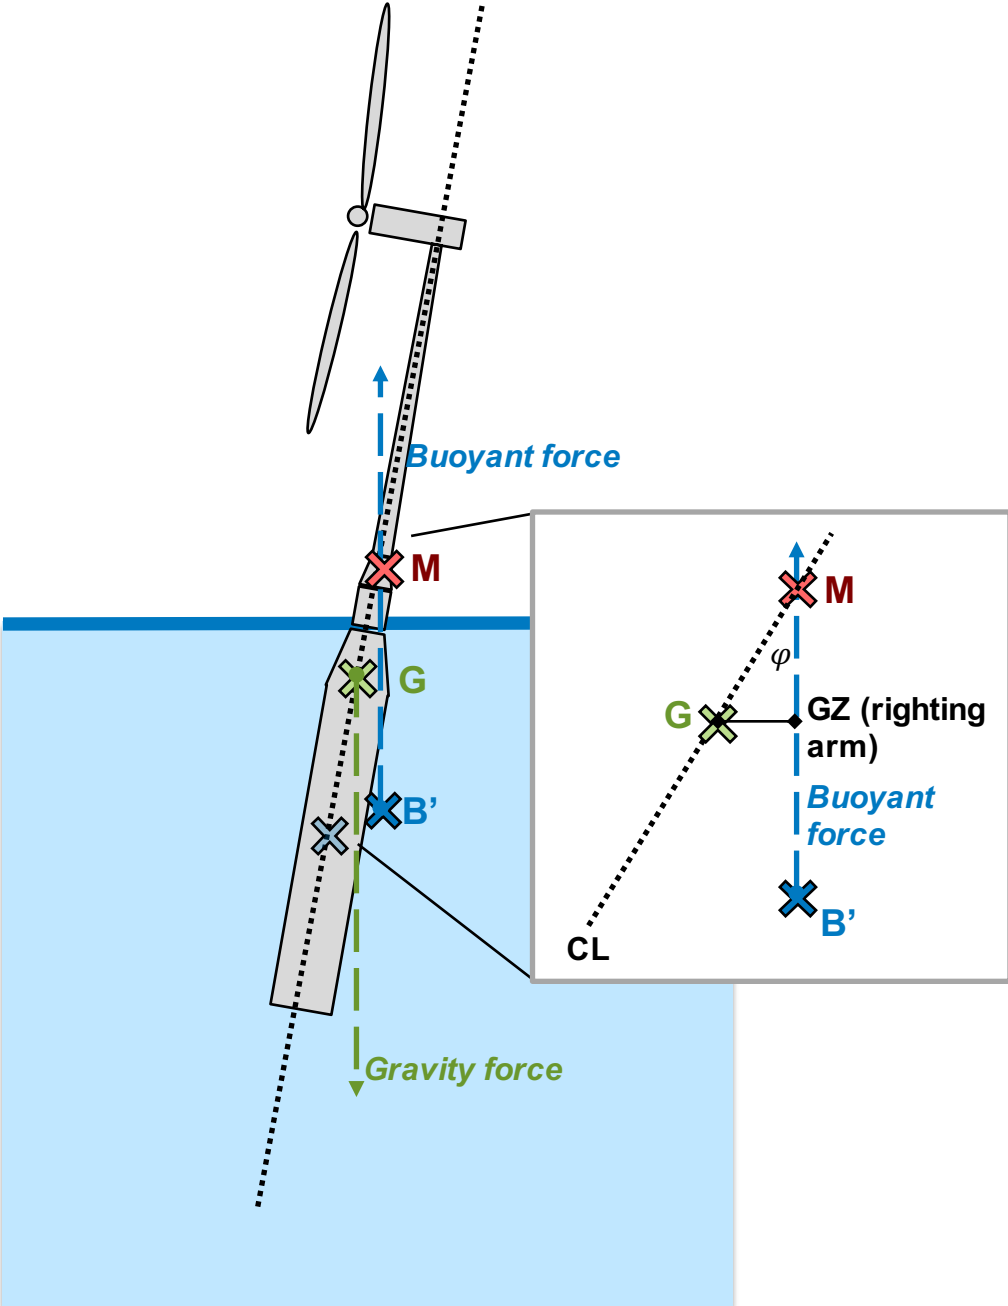 Buoyant force
M
G
B’
Gravity force
M
φ
G
GZ (righting
arm)
Buoyant
force
B’
CL